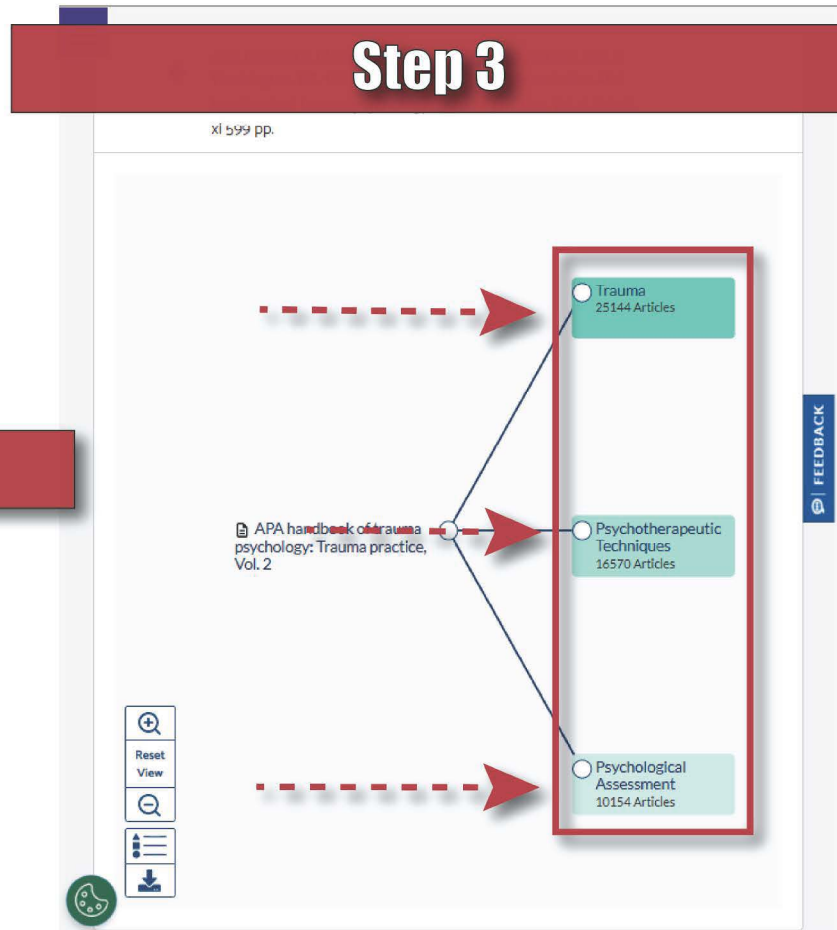 Step 3
xi 599 pp.
Trauma
25144 Articles
APA handbook of trauma
psychology: Trauma practice,
Vol. 2
Psychotherapeutic
Techniques
16570 Articles
Psychological
Assessment
10154 Articles
Reset
View
FEEDBACK